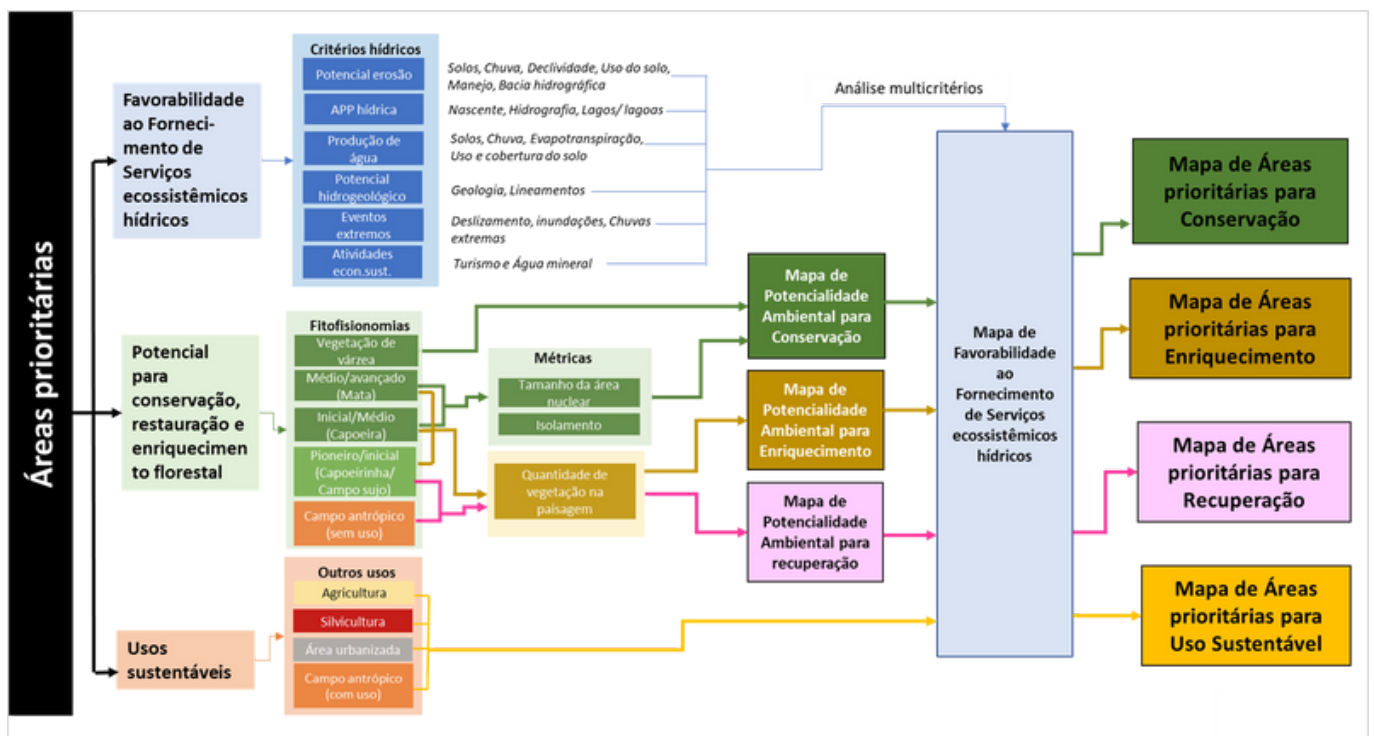 Áreas prioritárias
Favorabilidade
ao Forneci-
mento de
Serviços
ecossistêmicos
hídricos
Critérios hídricos
Potencial erosão
APP hídrica
Produção de
água
Potencial
hidrogeológico
Eventos
extremos
Atividades
econ.sust.
Solos, Chuva, Declividade, Uso do solo,
Manejo, Bacia hidrográfica
Nascente, Hidrografia, Lagos/ lagoas
Solos, Chuva, Evapotranspiração,
Uso e cobertura do solo
Geologia, Lineamentos
Deslizamento, inundações, Chuvas
extremas
Turismo e Água mineral
Análise multicritérios
Potencial
para
conservação,
restauração e
enriquecimen
to florestal
Fitofisionomias
Vegetação de
várzea
Médio/avançado
(Mata)
Inicial/Médio
(Capoeira)
Pioneiro/inicial
(Capoeirinha/
Campo sujo)
Campo antrópico
(sem uso)
Métricas
Tamanho da área
nuclear
Isolamento
Quantidade de
vegetação na
paisagem
Mapa de
Potencialidade
Ambiental para
Conservação
Mapa de
Potencialidade
Ambiental para
Enriquecimento
Mapa de
Potencialidade
Ambiental para
recuperação
Usos
sustentáveis
Outros usos
Agricultura
Silvicultura
Área urbanizada
Campo antrópico
(com uso)
Mapa de
Favorabilidade
ao
Fornecimento
de Serviços
ecossistêmicos
hídricos
Mapa de Áreas
prioritárias para
Conservação
Mapa de Áreas
prioritárias para
Enriquecimento
Mapa de Áreas
prioritárias para
Recuperação
Mapa de Áreas
prioritárias para
Uso Sustentável